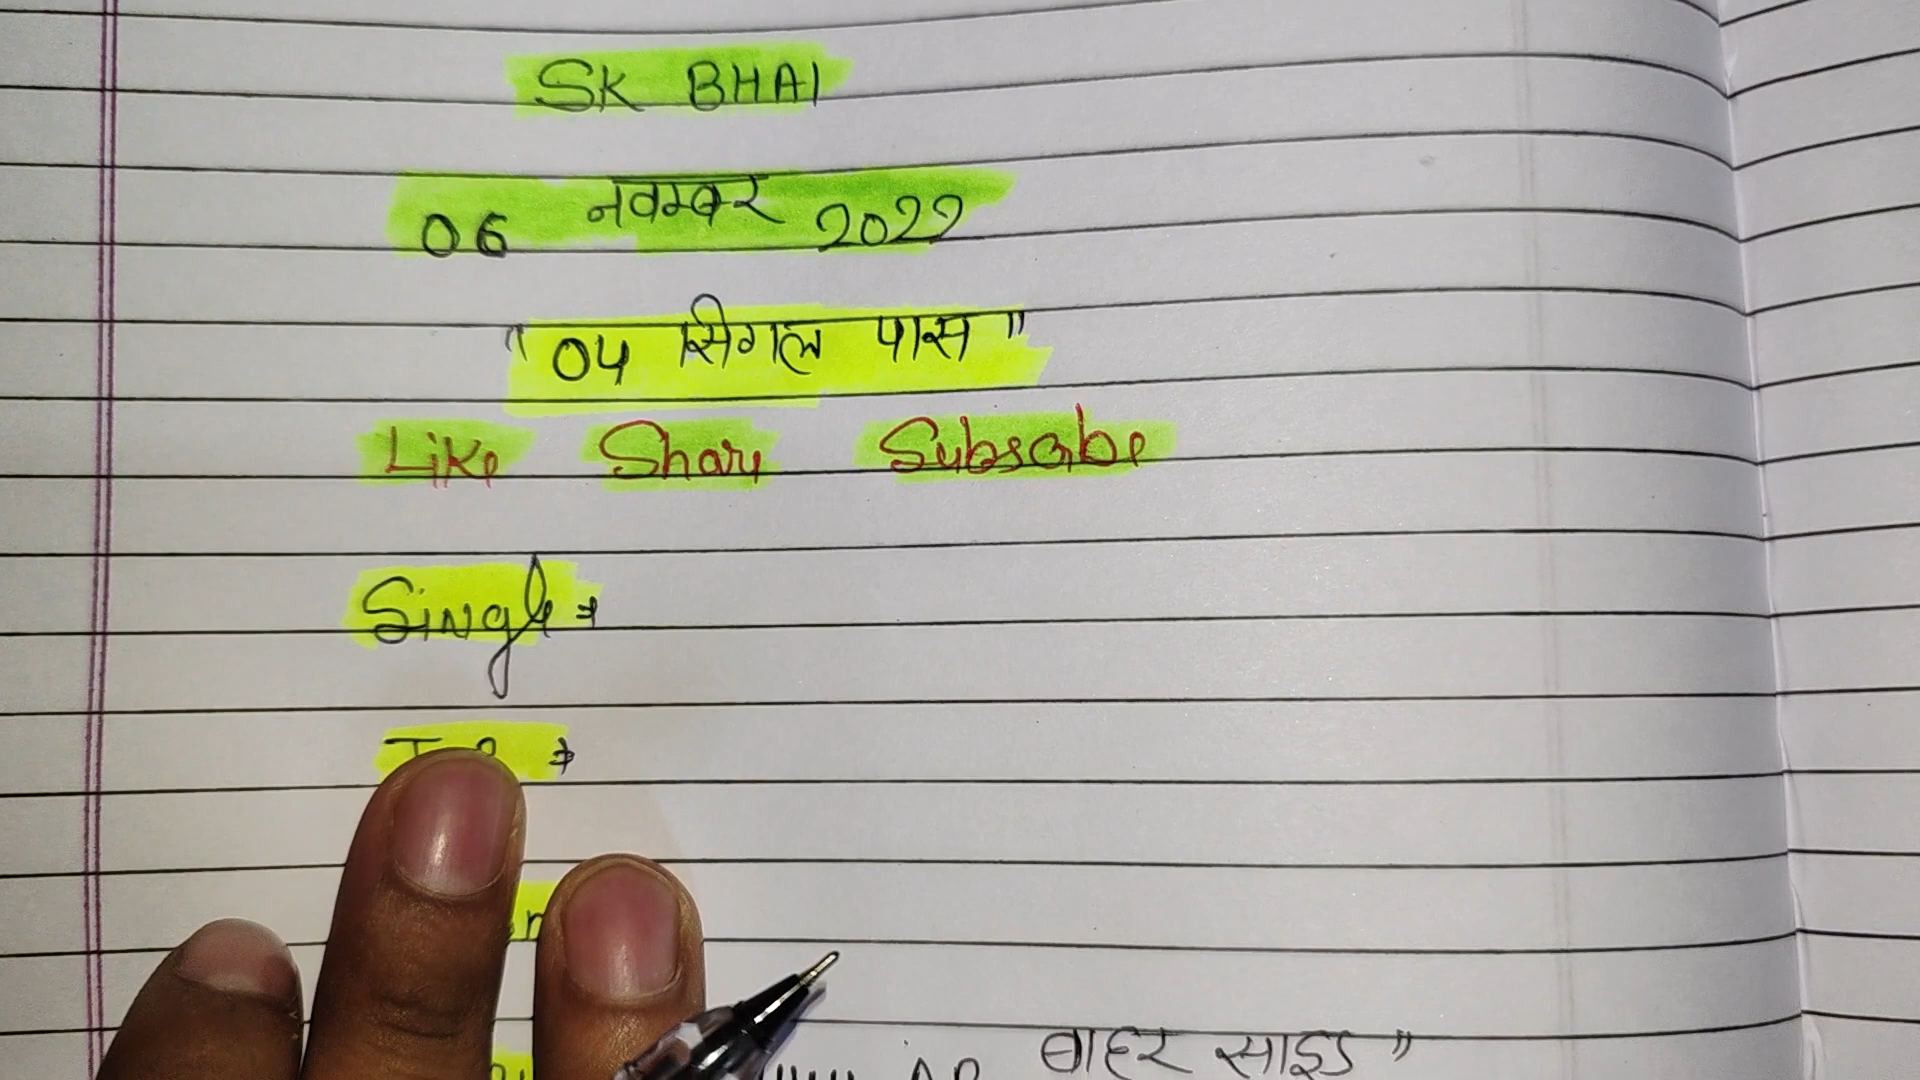 SK BHAI
06 नवम्बर 2022
" 04 सिगल पास "
Like Share Subscribe
Single ⇒
बाहर साइड "